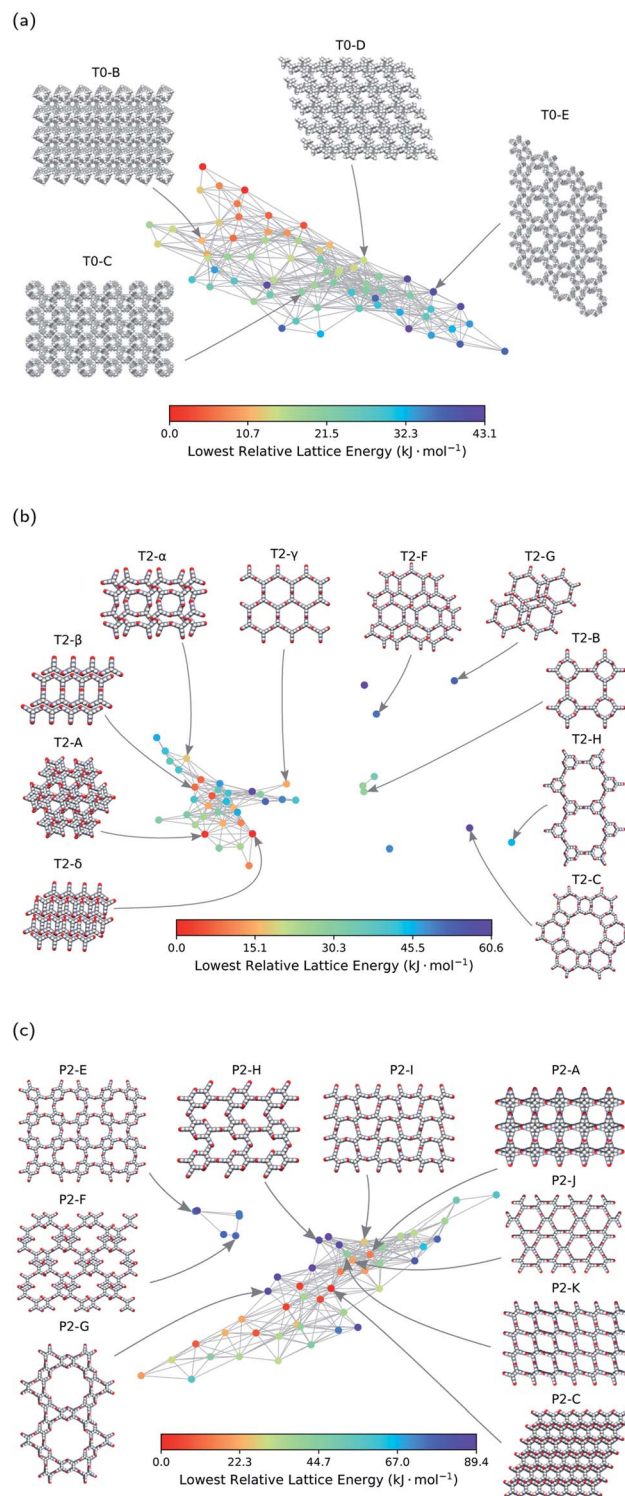 (a)
T0-B
T0-D
T0-E
T0-C
0.0 10.7 21.5 32.3 43.1
Lowest Relative Lattice Energy (kJ · mol⁻¹)
(b)
T2-α
T2-γ
T2-F
T2-G
T2-β
T2-B
T2-A
T2-H
T2-δ
T2-C
0.0 15.1 30.3 45.5 60.6
Lowest Relative Lattice Energy (kJ · mol⁻¹)
(c)
P2-E
P2-H
P2-I
P2-A
P2-F
P2-J
P2-G
P2-K
P2-C
0.0 22.3 44.7 67.0 89.4
Lowest Relative Lattice Energy (kJ · mol⁻¹)